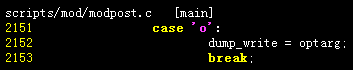 scripts/mod/modpost.c   [main]
2151                 case 'o':
2152                         dump_write = optarg;
2153                         break;